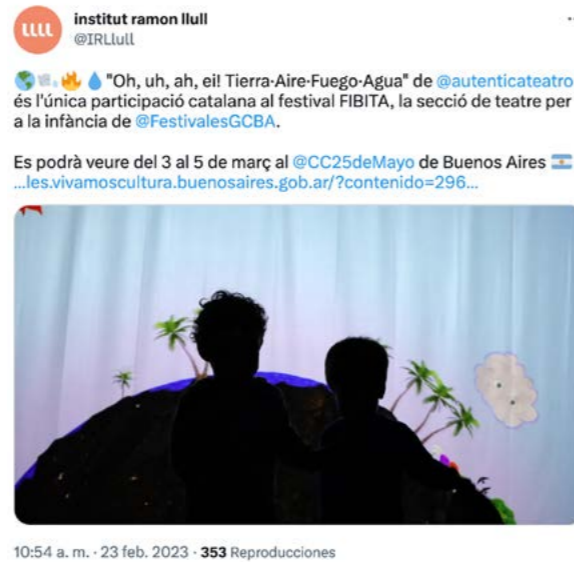 LLLL
institut ramon llull
@IRLlull
🌎🌬🔥💧"Oh, uh, ah, ei! Tierra-Aire-Fuego-Agua" de @autenticateatro
és l'única participació catalana al festival FIBITA, la secció de teatre per
a la infància de @FestivalesGCBA.
Es podrà veure del 3 al 5 de març al @CC25deMayo de Buenos Aires 🇦🇷
...les.vivamoscultura.buenosaires.gob.ar/?contenido=296...
10:54 a. m. · 23 feb. 2023 · 353 Reproducciones